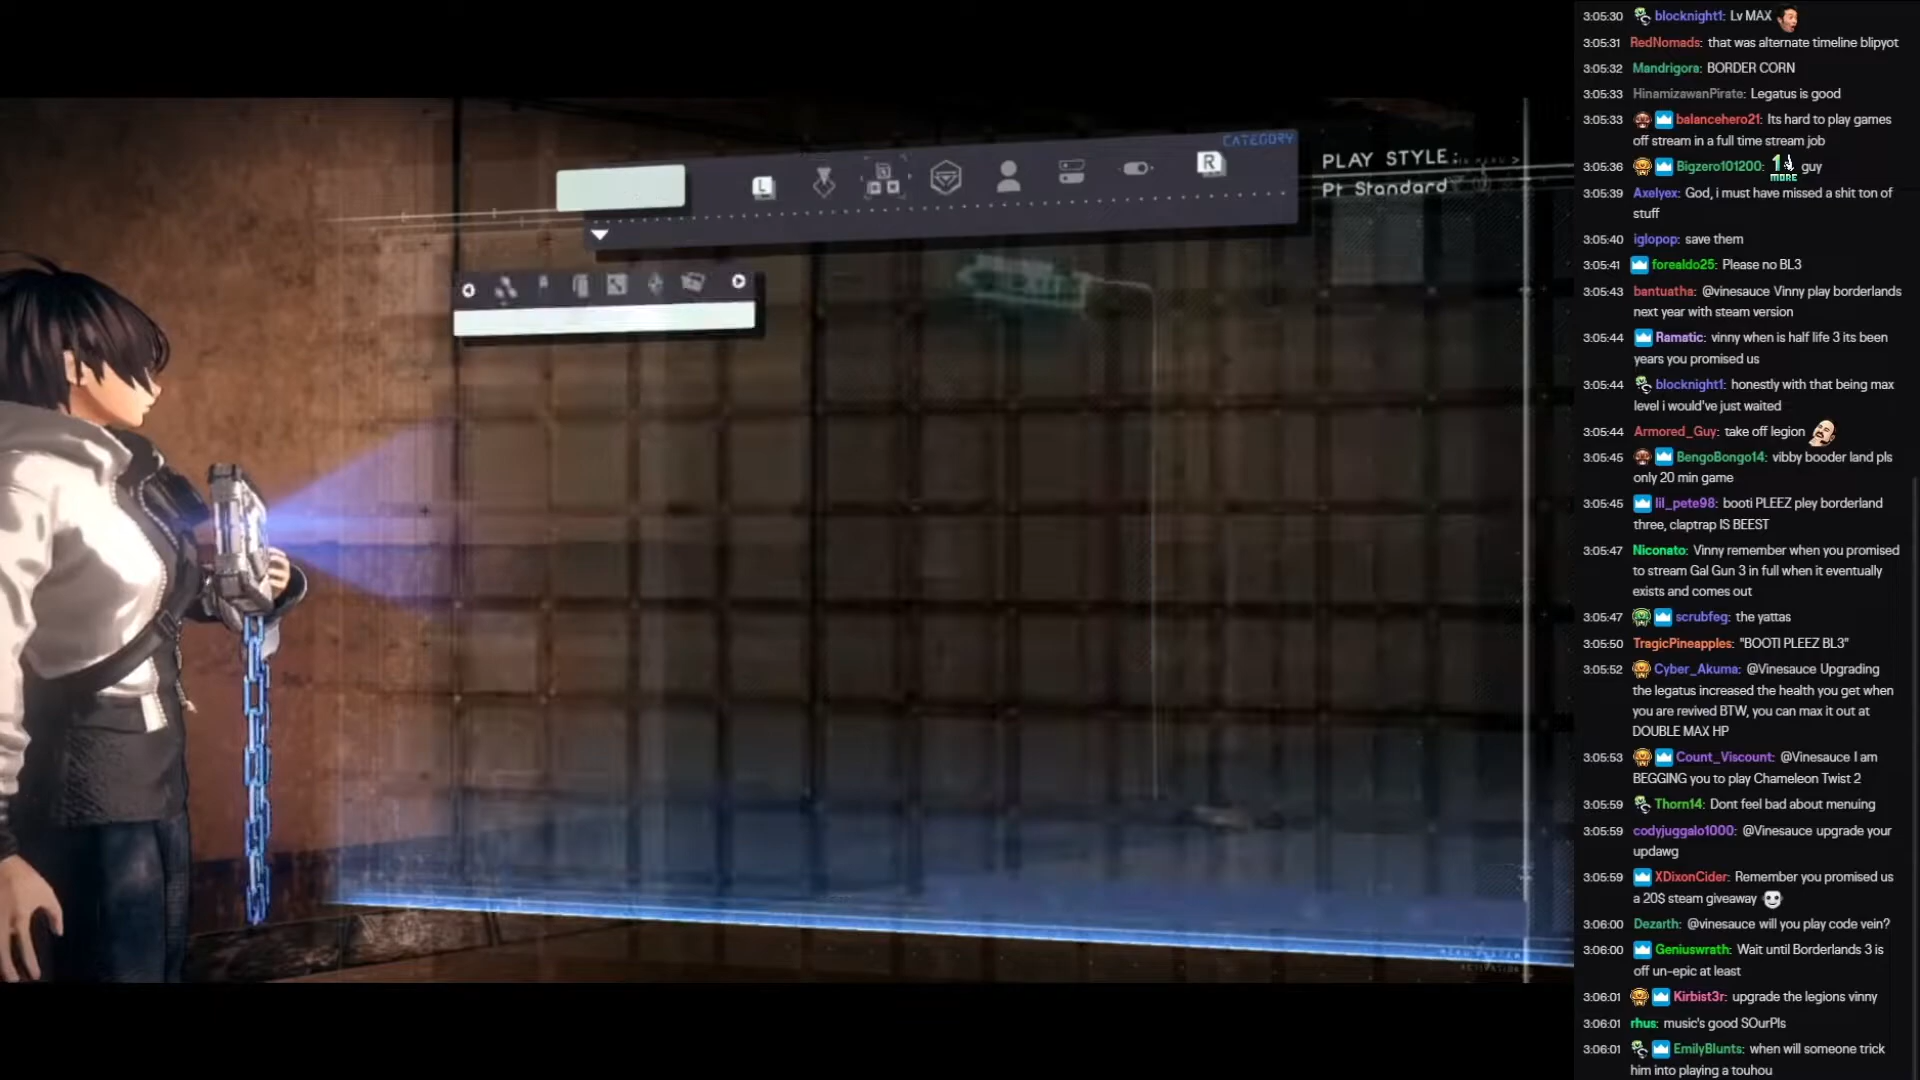 CATEGORY
L
R
PLAY STYLE:
Pt Standard
3:05:30 blocknight1: Lv MAX
3:05:31 RedNomads: that was alternate timeline blipyot
3:05:32 Mandrigora: BORDER CORN
3:05:33 HinamizawanPirate: Legatus is good
3:05:33 balancehero21: Its hard to play games
off stream in a full time stream job
3:05:36 Bigzero101200: 1 MORE guy
3:05:39 Axelyex: God, i must have missed a shit ton of
stuff
3:05:40 iglopop: save them
3:05:41 forealdo25: Please no BL3
3:05:43 bantuatha: @vinesauce Vinny play borderlands
next year with steam version
3:05:44 Ramatic: vinny when is half life 3 its been
years you promised us
3:05:44 blocknight1: honestly with that being max
level i would've just waited
3:05:44 Armored_Guy: take off legion
3:05:45 BengoBongo14: vibby booder land pls
only 20 min game
3:05:45 lil_pete98: booti PLEEZ pley borderland
three, claptrap IS BEEST
3:05:47 Niconato: Vinny remember when you promised
to stream Gal Gun 3 in full when it eventually
exists and comes out
3:05:47 scrubfeg: the yattas
3:05:50 TragicPineapples: "BOOTI PLEEZ BL3"
3:05:52 Cyber_Akuma: @Vinesauce Upgrading
the legatus increased the health you get when
you are revived BTW, you can max it out at
DOUBLE MAX HP
3:05:53 Count_Viscount: @Vinesauce I am
BEGGING you to play Chameleon Twist 2
3:05:59 Thorn14: Dont feel bad about menuing
3:05:59 codyjuggalo1000: @Vinesauce upgrade your
updawg
3:05:59 XDixonCider: Remember you promised us
a 20$ steam giveaway
3:06:00 Dezarth: @vinesauce will you play code vein?
3:06:00 Geniuswrath: Wait until Borderlands 3 is
off un-epic at least
3:06:01 Kirbist3r: upgrade the legions vinny
3:06:01 rhus: music's good SOurPls
3:06:01 EmilyBlunts: when will someone trick
him into playing a touhou